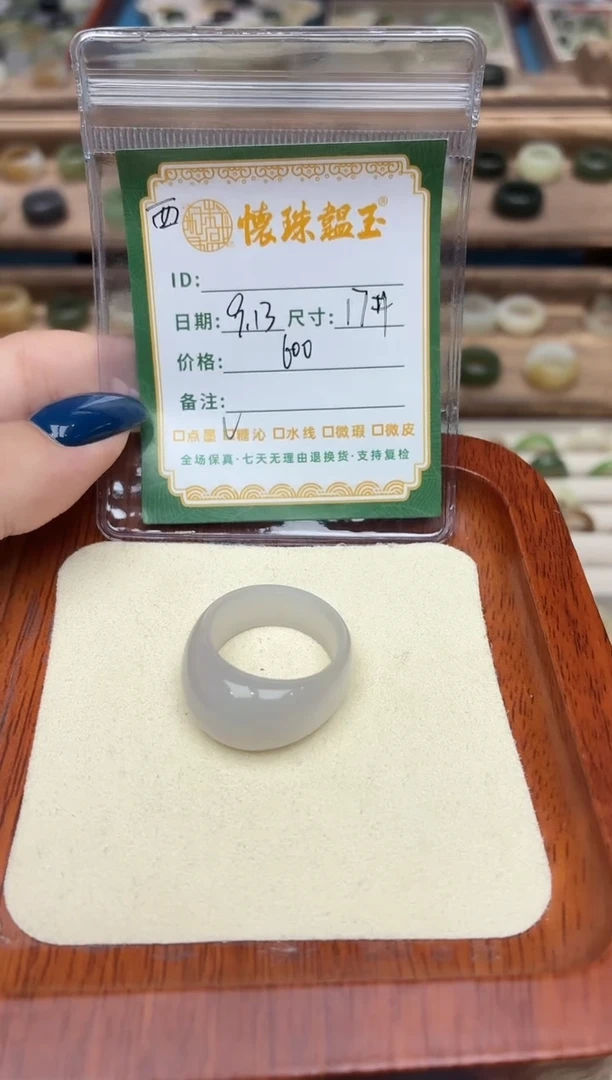 西 懐珠韞玉®
ID:
日期: 9.13 尺寸: 17#
价格: 600
备注:
□点墨 □糖沁 □水线 □微瑕 □微皮
全场保真·七天无理由退换货·支持复检